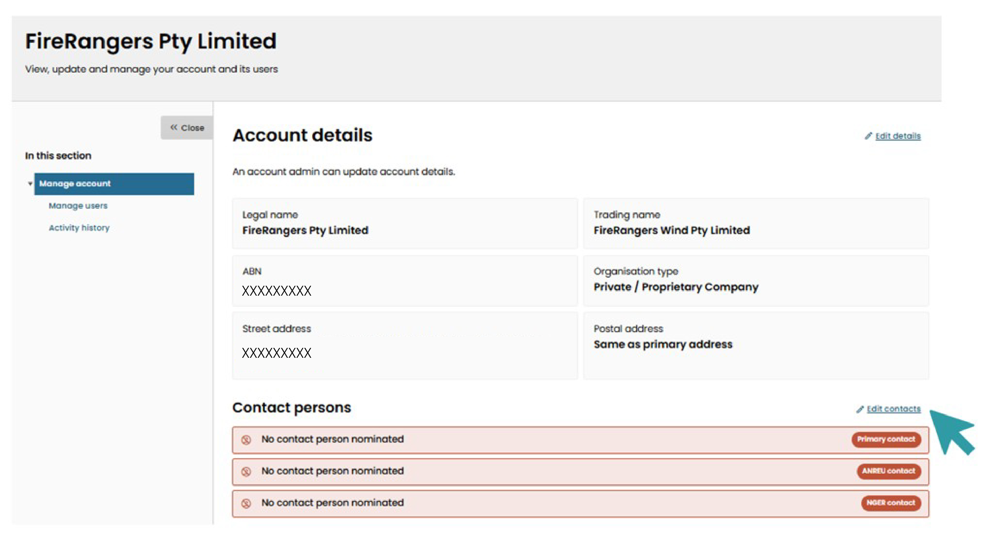 FireRangers Pty Limited
View, update and manage your account and its users
Close
In this section
Manage account
Manage users
Activity history
Account details
Edit details
An account admin can update account details.
Legal name
FireRangers Pty Limited
Trading name
FireRangers Wind Pty Limited
ABN
XXXXXXXXX
Organisation type
Private / Proprietary Company
Street address
XXXXXXXXX
Postal address
Same as primary address
Contact persons
Edit contacts
No contact person nominated
Primary contact
No contact person nominated
ANREU contact
No contact person nominated
NGER contact